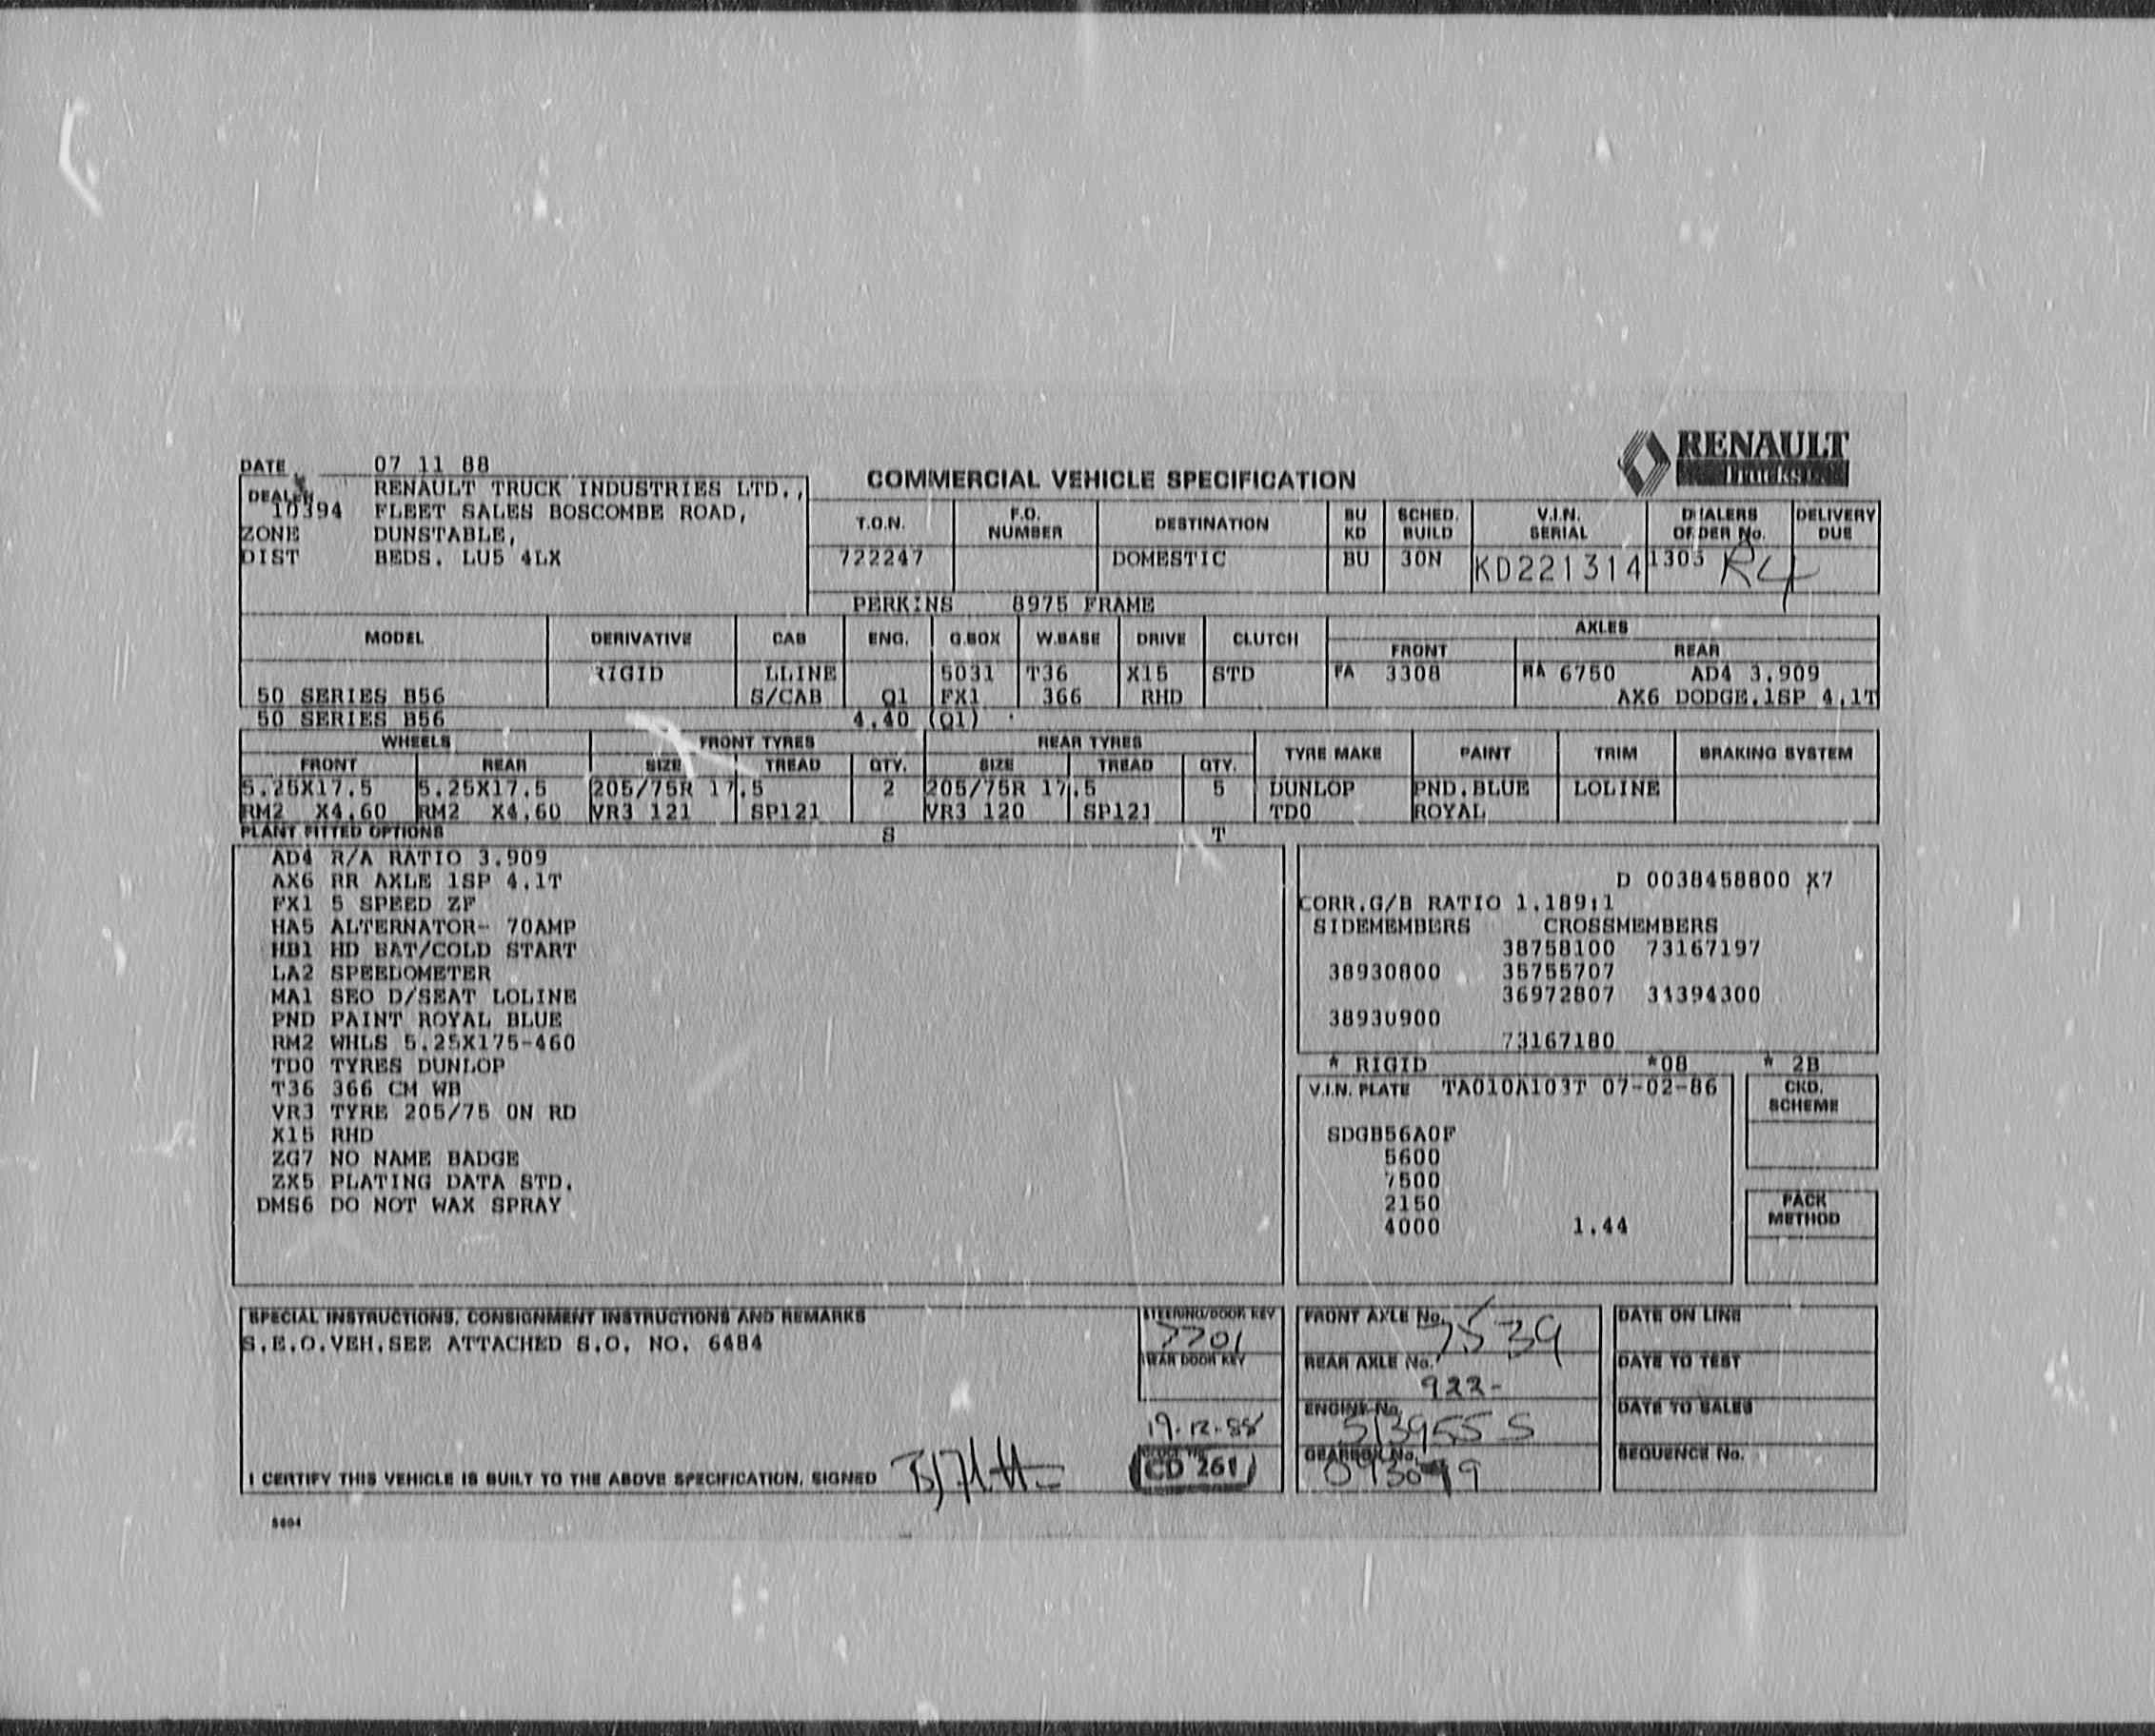 RENAULT
DATE 07 11 88 COMMERCIAL VEHICLE SPECIFICATION
DEALER RENAULT TRUCK INDUSTRIES LTD.,
10394 FLEET SALES BOSCOMBE ROAD,
ZONE DUNSTABLE,
DIST BEDS. LU5 4LX
T.O.N. F.O. NUMBER DESTINATION BU KD SCHED. BUILD V.I.N. SERIAL DEALERS ORDER No. DELIVERY DUE
722247 DOMESTIC BU 30N KD221314 1303 R4
PERKINS 8975 FRAME
MODEL DERIVATIVE CAB ENG. G.BOX W.BASE DRIVE CLUTCH AXLES
FRONT REAR
RIGID LLINE 5031 T36 X15 STD FA 3308 RA 6750 AD4 3.909
50 SERIES B56 S/CAB Q1 FX1 366 RHD AX6 DODGE.1SP 4.1T
50 SERIES B56 4.40 (Q1)
WHEELS FRONT TYRES REAR TYRES TYRE MAKE PAINT TRIM BRAKING SYSTEM
FRONT REAR SIZE TREAD QTY. SIZE TREAD QTY.
5.25X17.5 5.25X17.5 205/75R 17.5 2 205/75R 17.5 5 DUNLOP PND.BLUE LOLINE
RM2 X4.60 RM2 X4.60 VR3 121 SP121 VR3 120 SP121 TD0 ROYAL
PLANT FITTED OPTIONS S T
AD4 R/A RATIO 3.909
AX6 RR AXLE 1SP 4.1T
FX1 5 SPEED ZF
HA5 ALTERNATOR- 70AMP
HB1 HD BAT/COLD START
LA2 SPEEDOMETER
MA1 SEO D/SEAT LOLINE
PND PAINT ROYAL BLUE
RM2 WHLS 5.25X175-460
TD0 TYRES DUNLOP
T36 366 CM WB
VR3 TYRE 205/75 ON RD
X15 RHD
ZG7 NO NAME BADGE
ZX5 PLATING DATA STD.
DMS6 DO NOT WAX SPRAY
D 0038458800 X7
CORR.G/B RATIO 1.189:1
SIDEMEMBERS CROSSMEMBERS
38758100 73167197
38930800 35755707
36972807 31394300
38930900
73167180
* RIGID *08 * 2B
V.I.N. PLATE TA010A103T 07-02-86
SDGB56A0F
5600
7500
2150
4000 1.44
CKD. SCHEME
PACK METHOD
SPECIAL INSTRUCTIONS, CONSIGNMENT INSTRUCTIONS AND REMARKS
S.E.O.VEH.SEE ATTACHED S.O. NO. 6484
STEERING/DOOR KEY
7701
REAR DOOR KEY
19.12.88
CD 261
I CERTIFY THIS VEHICLE IS BUILT TO THE ABOVE SPECIFICATION. SIGNED
FRONT AXLE No. 7539
REAR AXLE No.
922-
ENGINE No.
513955S
GEARBOX No.
DATE ON LINE
DATE TO TEST
DATE TO SALES
SEQUENCE No.
5604